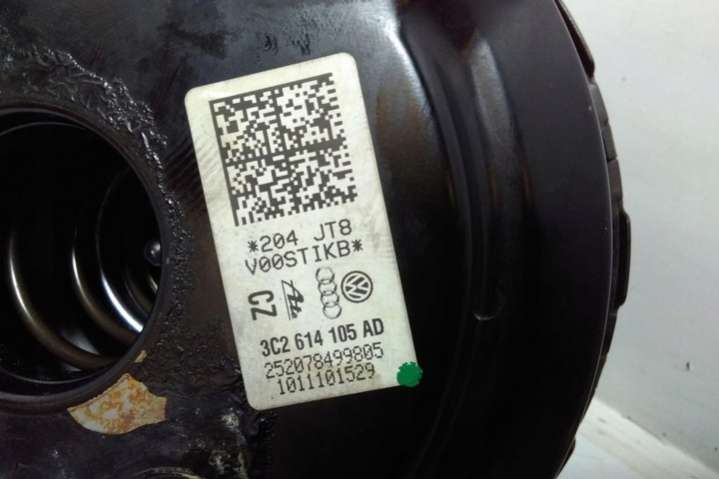 *204 JT8
V00STIKB*
CZ
3C2 614 105 AD
252078499805
1011101529